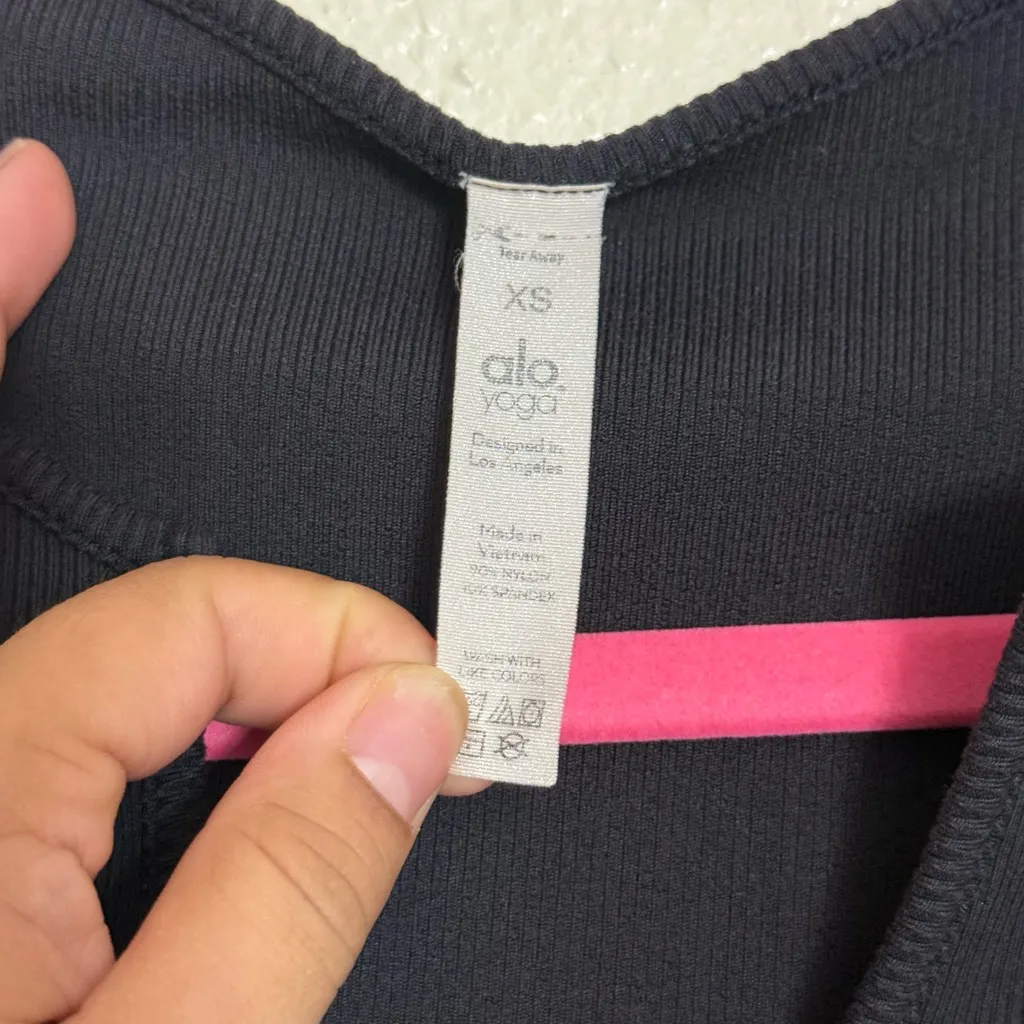 Tear Away
XS
alo
yoga
Designed in
Los Angeles
Made in
Vietnam
90% NYLON
10% SPANDEX
WASH WITH
LIKE COLORS